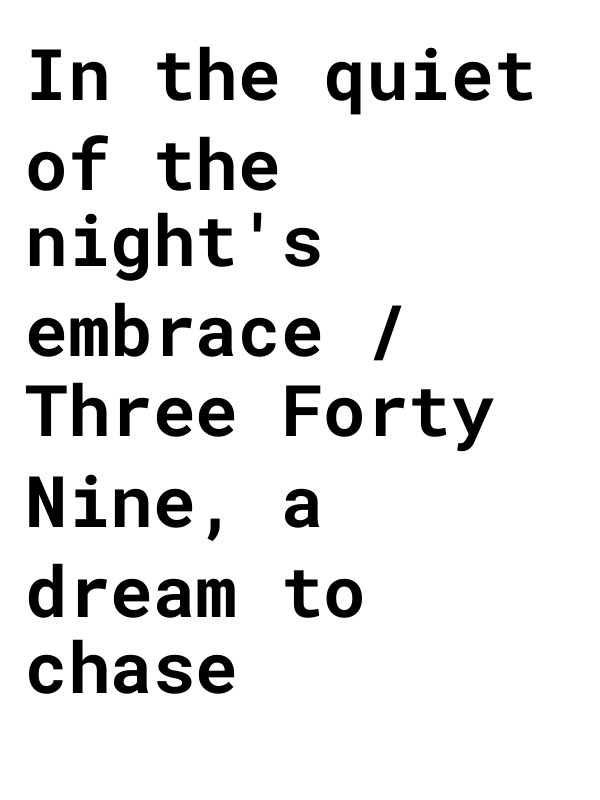 In the quiet
of the
night's
embrace /
Three Forty
Nine, a
dream to
chase